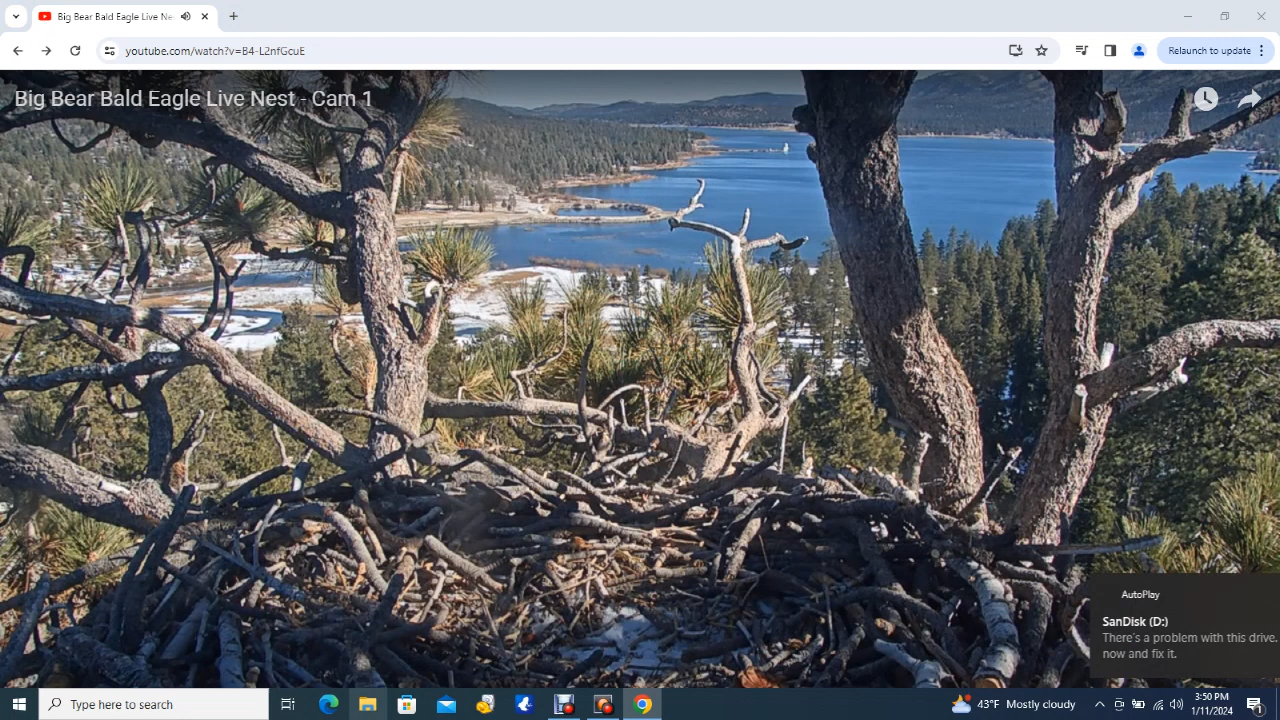 Big Bear Bald Eagle Live Ne
youtube.com/watch?v=B4-L2nfGcuE
Relaunch to update
Big Bear Bald Eagle Live Nest - Cam 1
AutoPlay
SanDisk (D:)
There's a problem with this drive.
now and fix it.
Type here to search
43°F Mostly cloudy
3:50 PM
1/11/2024